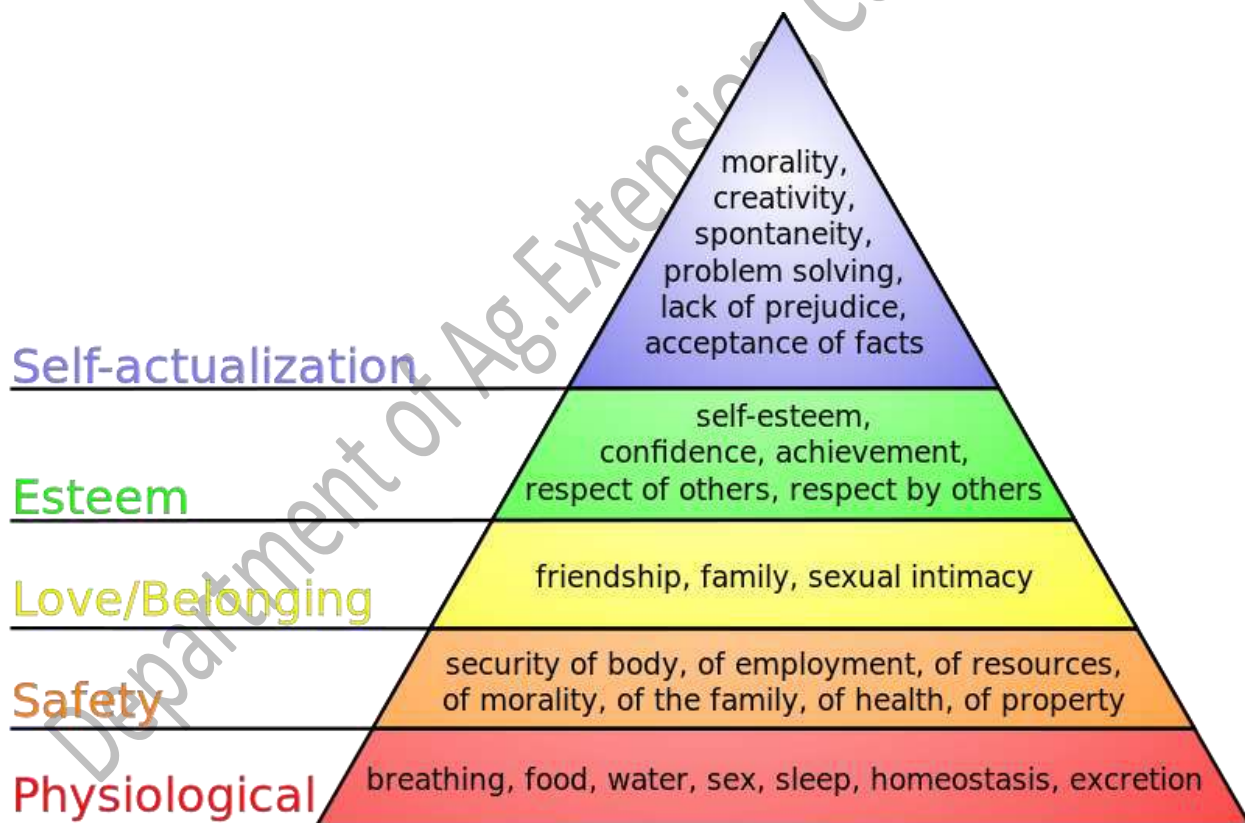 morality,
creativity,
spontaneity,
problem solving,
lack of prejudice,
acceptance of facts
Self-actualization
self-esteem,
confidence, achievement,
respect of others, respect by others
Esteem
friendship, family, sexual intimacy
Love/Belonging
security of body, of employment, of resources,
of morality, of the family, of health, of property
Safety
breathing, food, water, sex, sleep, homeostasis, excretion
Physiological
Department of Ag.Extension